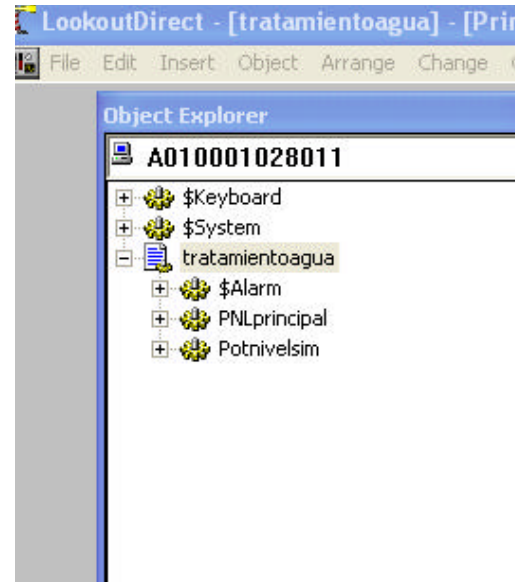 LookoutDirect - [tratamientoagua] - [Pri
File Edit Insert Object Arrange Change
Object Explorer
A010001028011
$Keyboard
$System
tratamientoagua
$Alarm
PNLprincipal
Potnivelsim